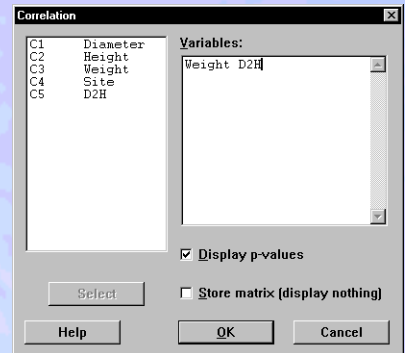 Correlation
C1 Diameter
C2 Height
C3 Weight
C4 Site
C5 D2H
Variables:
Weight D2H
Display p-values
Select
Store matrix (display nothing)
Help
OK
Cancel